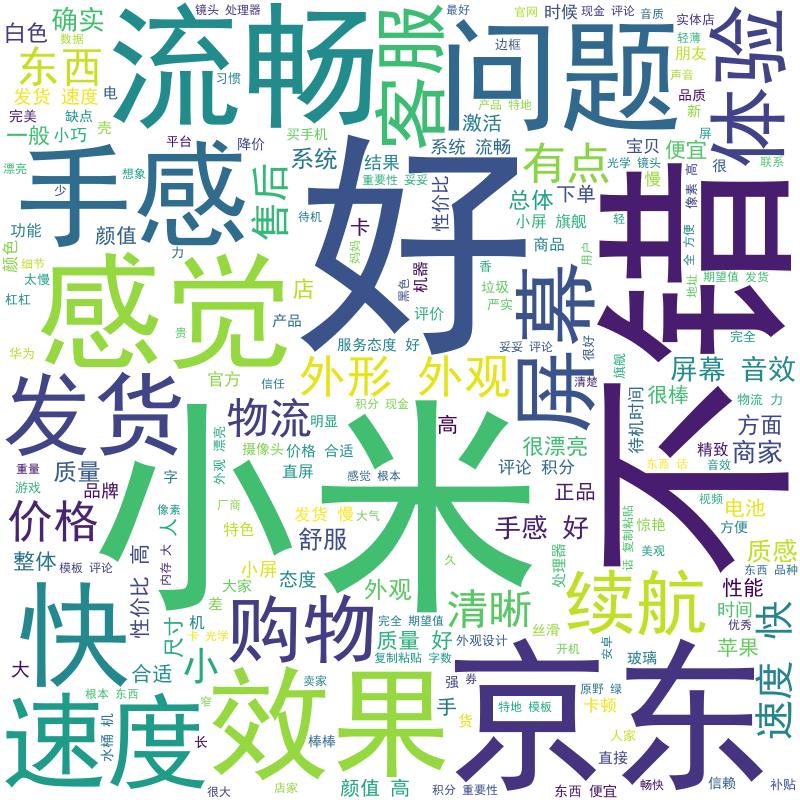 镜头 处理器
最好
官网
时候
现金 评论
音质
实体店
白色
确实
流畅
客服
问题
体验
边框
轻薄
朋友
声音
数据
东西
发货 速度
电
习惯
产品 特地
品质
新
完美
缺点
壳
激活
一般
小巧
平台
降价
买手机
系统 流畅
宝贝
便宜
屏
很
联系
漂亮
手感
想象
少
系统
结果
重要性 妥妥
好
有点
光学 镜头
慢
像素 高
售后
待机
性价比
总体
下单
不错
轻
功能
颜值
力
妈妈
卡
小屏 旗舰
商品
用户
全 方便
地址
颜色
细节
太慢
感觉
机器
黑色
香
屏幕
期望值 发货
杠杠
店
垃圾
评价
严实
贵
产品
服务态度 好
妥妥 评论
很好
旗舰
完全
华为
官方
信任
外形 外观
清楚
屏幕 音效
发货
物流
积分 现金
很棒
物流 力
明显
高
待机时间
方面
外观 漂亮
摄像头
价格 合适
很漂亮
精致
商家
重量
质量
字
小米
直屏
感觉 根本
评论 积分
东西 话
音效
游戏
品牌
厂商
正品
视频
电池
价格
像素
人
特色
发货 慢
大气
手感 好
惊艳
方便
话 复制粘贴
舒服
美观
质感
整体
模板 评论
性价比 高
内存 大
大家
小屏
态度
久
处理器
东西 品种
外观
清晰
续航
性能
快
尺寸
差
机
卡 光学
购物
完全 期望值
时间
优秀
速度 快
质量 好
外观设计
丝滑
苹果
复制粘贴 字数
开机
安卓
玻璃
大
合适
小
根本 东西
卖家
强
券
京东
原野 绿
速度
水桶 机
窄
效果
手
特地 模板
卡顿
货
人家
长
棒棒
直接
很大
店家
颜值 高
积分 重要性
东西 便宜
畅快
信赖
补贴